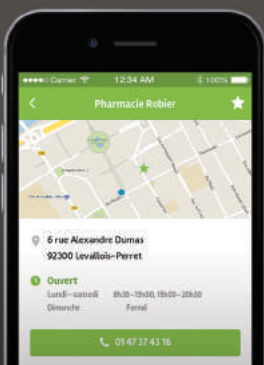 Carrier 12:34 AM 100%
Pharmacie Robier
6 rue Alexandre Dumas
92300 Levallois-Perret
Ouvert
Lundi-samedi 8h30-15h00, 15h00-20h30
Dimanche Fermé
01 47 37 43 16